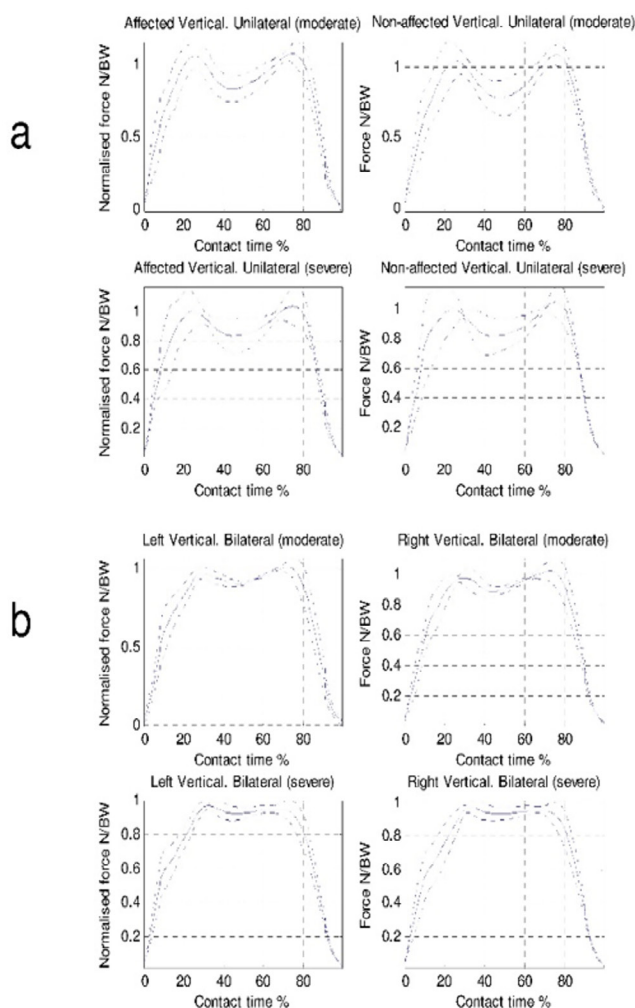 a
Affected Vertical. Unilateral (moderate)
Normalised force N/BW
1
0.5
0
0 20 40 60 80
Contact time %
Non-affected Vertical. Unilateral (moderate)
Force N/BW
1
0.5
0
0 20 40 60 80
Contact time %
Affected Vertical. Unilateral (severe)
Normalised force N/BW
1
0.8
0.6
0.4
0.2
0 20 40 60 80
Contact time %
Non-affected Vertical. Unilateral (severe)
Force N/BW
1
0.8
0.6
0.4
0.2
0 20 40 60 80
Contact time %
b
Left Vertical. Bilateral (moderate)
Normalised force N/BW
1
0.5
0
0 20 40 60 80
Contact time %
Right Vertical. Bilateral (moderate)
Force N/BW
1
0.8
0.6
0.4
0.2
0 20 40 60 80
Contact time %
Left Vertical. Bilateral (severe)
Normalised force N/BW
1
0.8
0.6
0.4
0.2
0 20 40 60 80
Contact time %
Right Vertical. Bilateral (severe)
Force N/BW
1
0.8
0.6
0.4
0.2
0 20 40 60 80
Contact time %